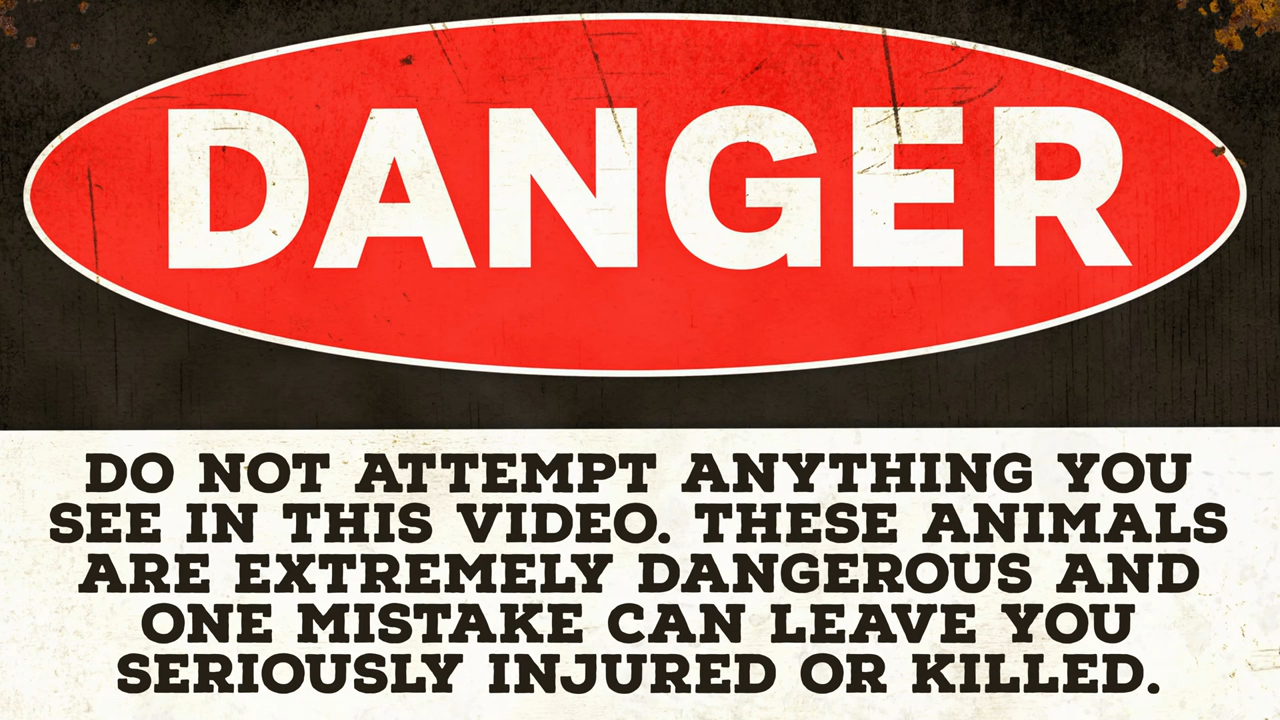 DANGER
DO NOT ATTEMPT ANYTHING YOU
SEE IN THIS VIDEO. THESE ANIMALS
ARE EXTREMELY DANGEROUS AND
ONE MISTAKE CAN LEAVE YOU
SERIOUSLY INJURED OR KILLED.